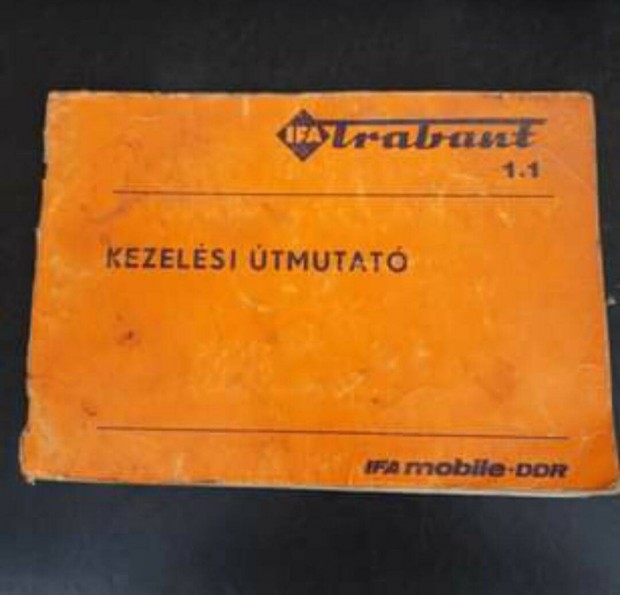 IFA Trabant
1.1
KEZELÉSI ÚTMUTATÓ
IFA mobile-DDR